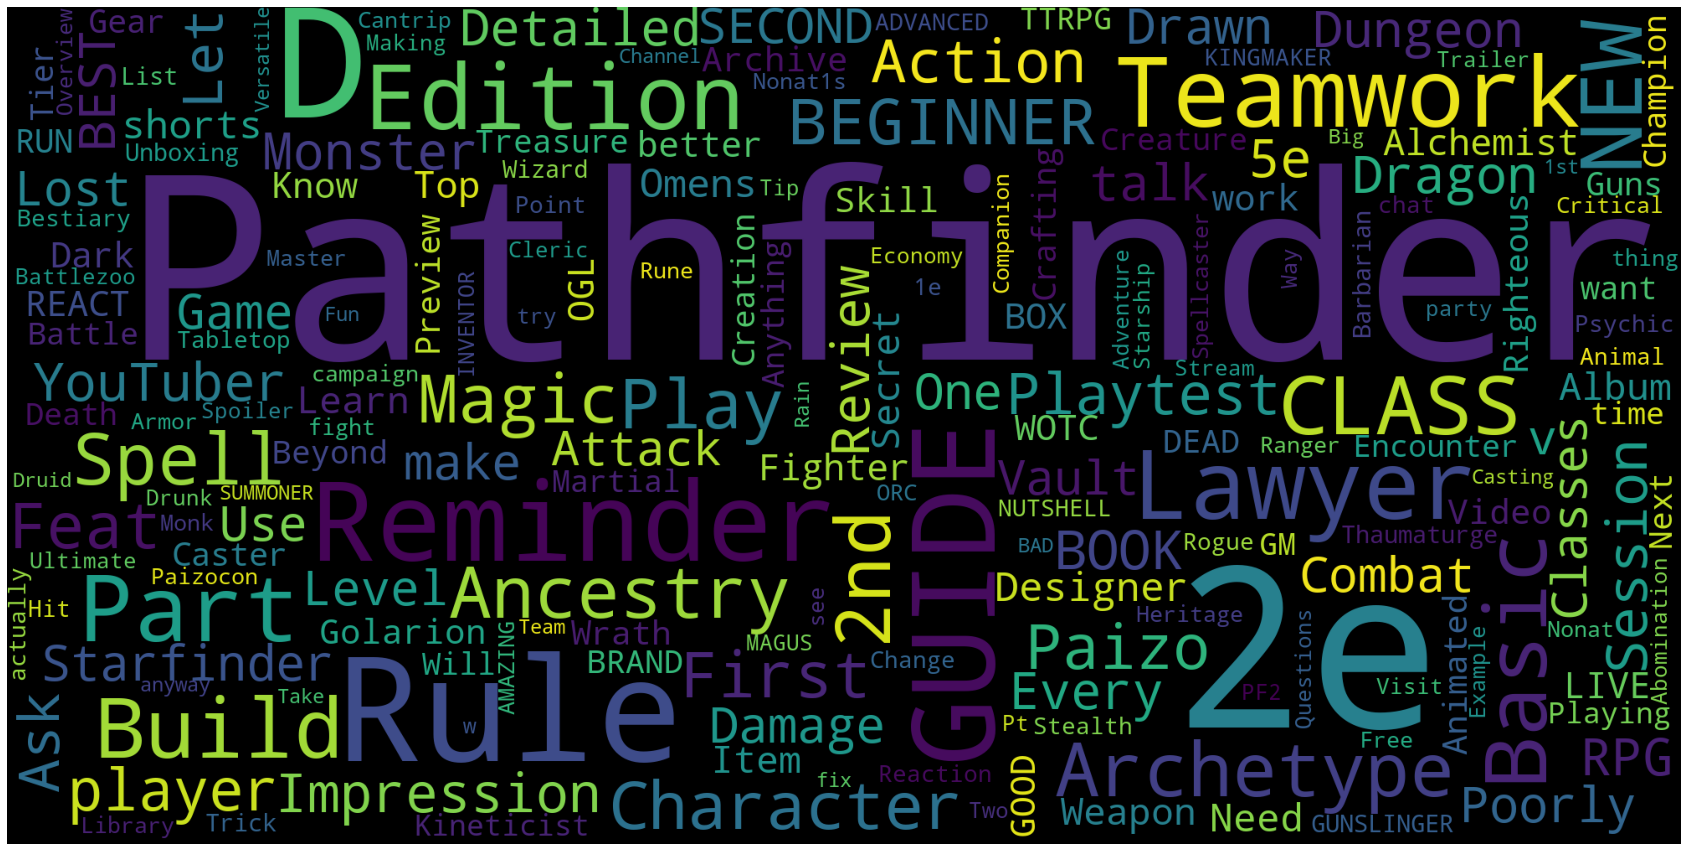 Gear
Cantrip
Making
Detailed
SECOND
ADVANCED
TTRPG
Drawn
Dungeon
NEW
Champion
Tier
Overview
BEST
List
Let
Versatile
D
Edition
Channel
Archive
Nonat1s
Action
KINGMAKER
Teamwork
Trailer
RUN
shorts
Unboxing
Monster
Treasure
better
BEGINNER
Creature
5e
Big
Alchemist
1st
Lost
Bestiary
Know
Top
Wizard
Point
Omens
Tip
Skill
Crafting
talk
work
Dragon
chat
Guns
Critical
Pathfinder
Dark
Battlezoo
Master
Preview
Cleric
OGL
Rune
Creation
Anything
Economy
Companion
Adventure
Starship
Spellcaster
Way
Barbarian
Righteous
thing
want
REACT
Battle
Game
Tabletop
Fun
INVENTOR
try
Review
Secret
1e
BOX
party
Psychic
Animal
YouTuber
campaign
Learn
Magic
Play
Rain
One
Playtest
Stream
CLASS
Album
time
Death
Armor
Spoiler
fight
Beyond
make
Attack
Martial
Fighter
WOTC
DEAD
Ranger
Encounter
V
Classes
Session
Next
Spell
Druid
Drunk
SUMMONER
Reminder
ORC
GUIDE
Vault
NUTSHELL
Lawyer
Casting
Video
Thaumaturge
Feat
Monk
Use
Caster
2nd
BAD
BOOK
Rogue
GM
Basic
Ultimate
Paizocon
Hit
actually
Part
Level
Ancestry
Designer
Heritage
2e
Combat
Animated
Nonat
Abomination
Golarion
Team
Wrath
see
MAGUS
Starfinder
Will
AMAZING
BRAND
First
Change
Paizo
Every
PF2
Questions
Visit
Example
LIVE
Playing
anyway
Take
Ask
Build
Rule
w
Damage
Pt
Stealth
Free
player
Impression
Item
fix
Reaction
GOOD
Archetype
RPG
Library
Trick
Kineticist
Character
Two
Weapon
Need
GUNSLINGER
Poorly